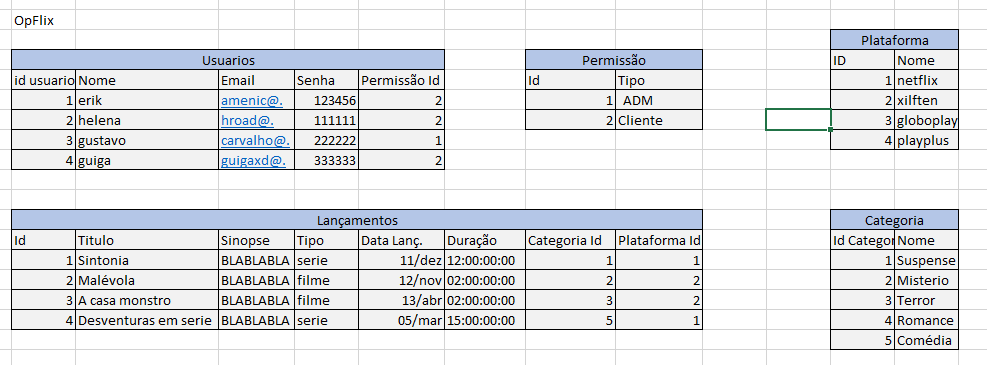 OpFlix
Plataforma
Usuarios Permissão ID Nome
id usuario Nome Email Senha Permissão Id Id Tipo 1 netflix
1 erik amenic@. 123456 2 1 ADM 2 xilften
2 helena hroad@. 111111 2 2 Cliente 3 globoplay
3 gustavo carvalho@. 222222 1 4 playplus
4 guiga guigaxd@. 333333 2
Lançamentos Categoria
Id Titulo Sinopse Tipo Data Lanç. Duração Categoria Id Plataforma Id Id Categor Nome
1 Sintonia BLABLABLA serie 11/dez 12:00:00:00 1 1 1 Suspense
2 Malévola BLABLABLA filme 12/nov 02:00:00:00 2 2 2 Misterio
3 A casa monstro BLABLABLA filme 13/abr 02:00:00:00 3 2 3 Terror
4 Desventuras em serie BLABLABLA serie 05/mar 15:00:00:00 5 1 4 Romance
5 Comédia